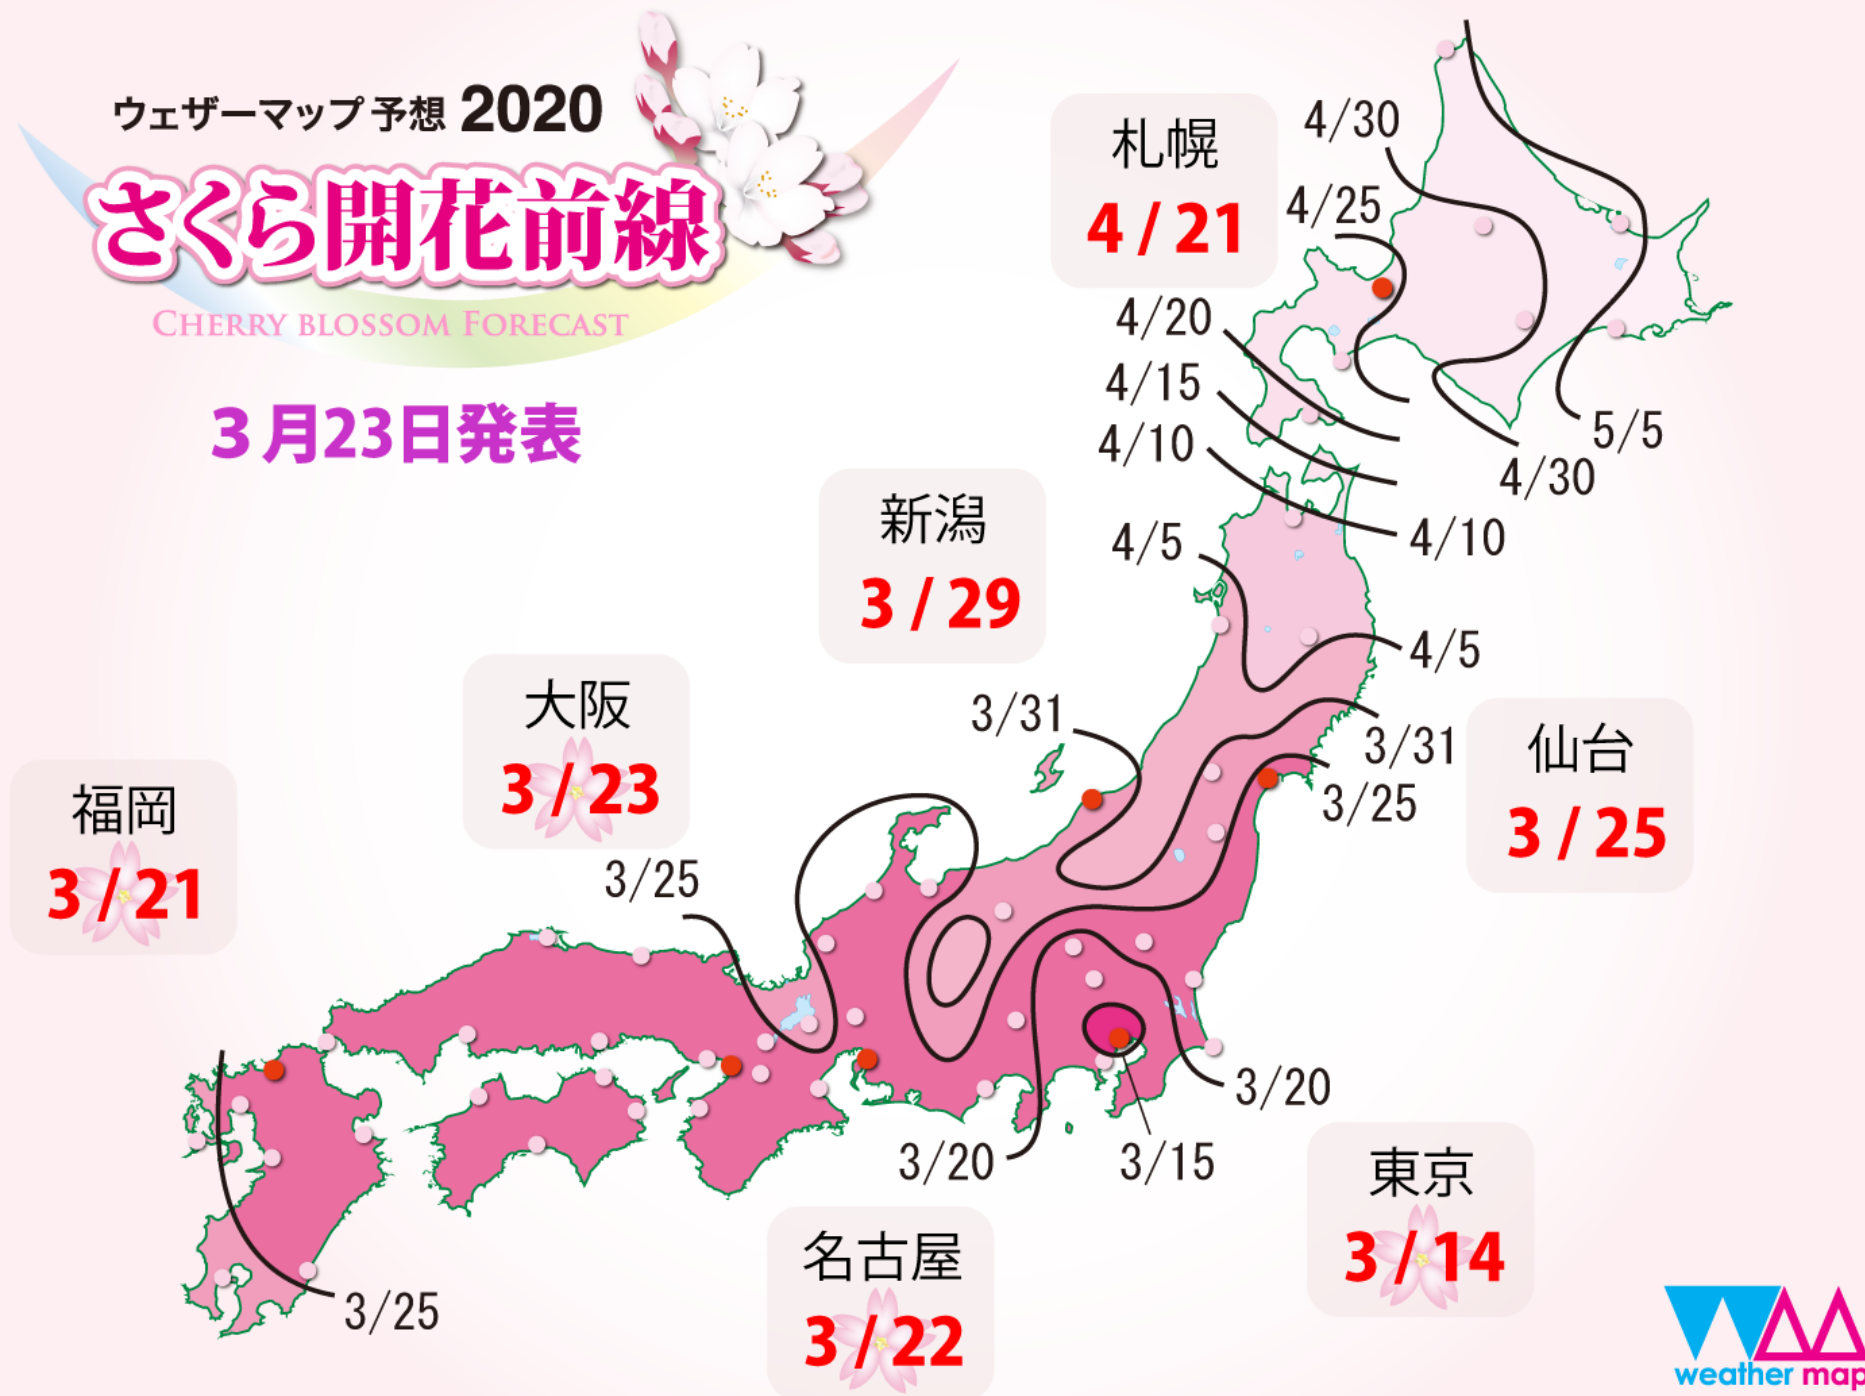 ウェザーマップ 予想 2020
さくら開花前線
CHERRY BLOSSOM FORECAST
3月23日発表
札幌
4/21
4/30
4/25
4/20
4/15
4/10
5/5
4/30
4/10
新潟
3/29
4/5
4/5
大阪
3/23
3/31
3/31
3/25
仙台
3/25
福岡
3/21
3/25
3/20
3/20
3/15
東京
3/14
名古屋
3/22
3/25
weather map